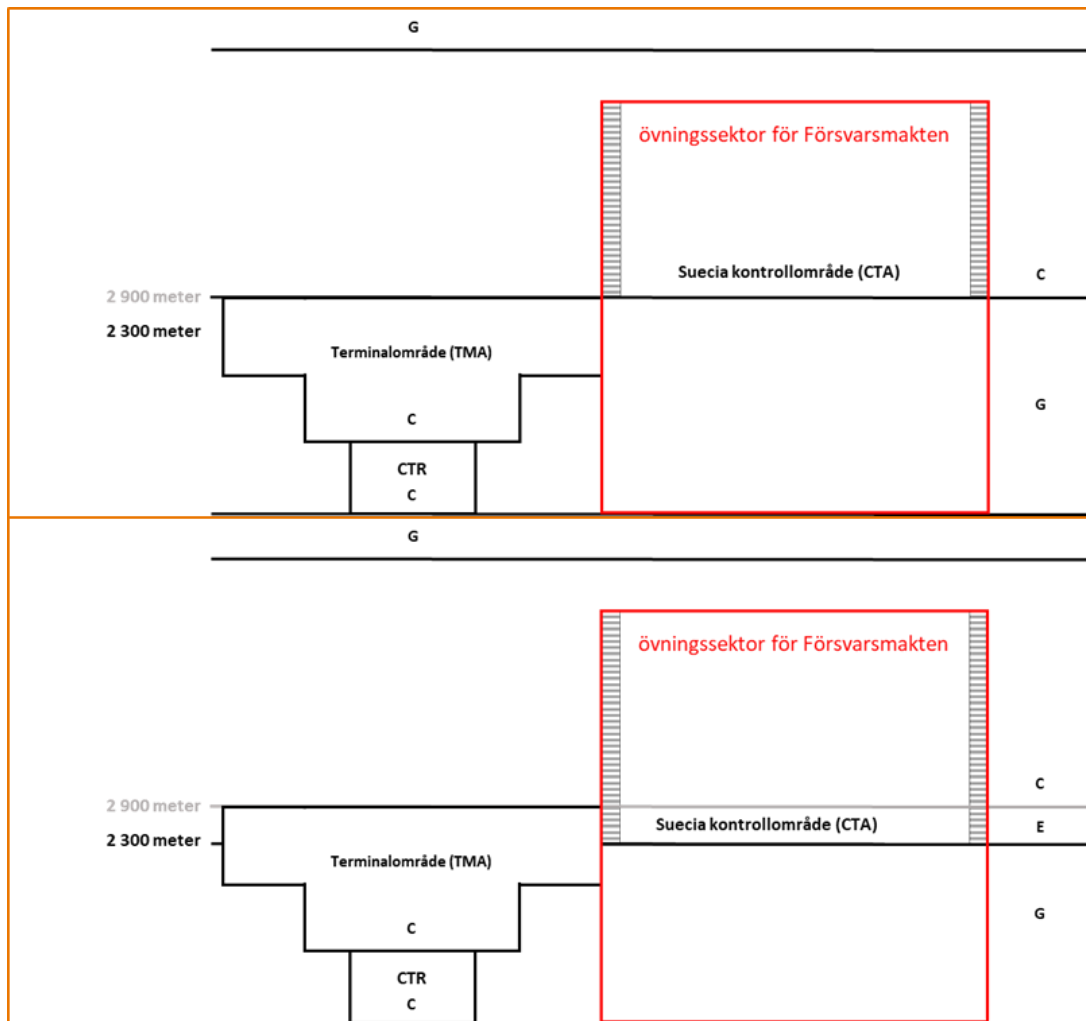 G
övningssektor för Försvarsmakten
Suecia kontrollområde (CTA)
C
2 900 meter
2 300 meter
Terminalområde (TMA)
G
C
CTR
C
G
övningssektor för Försvarsmakten
C
2 900 meter
Suecia kontrollområde (CTA)
E
2 300 meter
Terminalområde (TMA)
G
C
CTR
C